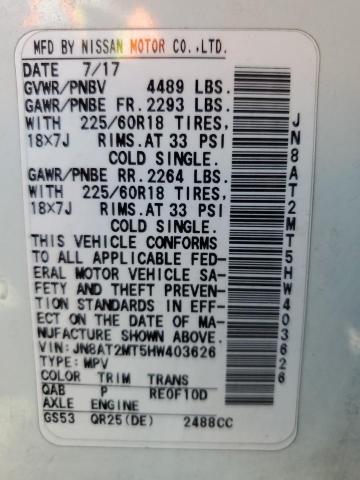 MFD BY NISSAN MOTOR CO.,LTD.
DATE 7/17
GVWR/PNBV 4489 LBS.
GAWR/PNBE FR. 2293 LBS.
WITH 225/60R18 TIRES,
18×7J RIMS. AT 33 PSI
COLD SINGLE.
GAWR/PNBE RR. 2264 LBS.
WITH 225/60R18 TIRES,
18×7J RIMS. AT 33 PSI
COLD SINGLE.
THIS VEHICLE CONFORMS
TO ALL APPLICABLE FED-
ERAL MOTOR VEHICLE SA-
FETY AND THEFT PREVEN-
TION STANDARDS IN EFF-
ECT ON THE DATE OF MA-
NUFACTURE SHOWN ABOVE.
VIN:JN8AT2MT5HW403626
TYPE:MPV
COLOR TRIM TRANS
QAB P RE0F10D
AXLE ENGINE
GS53 QR25(DE) 2488CC
JN8AT2MT5HW403626